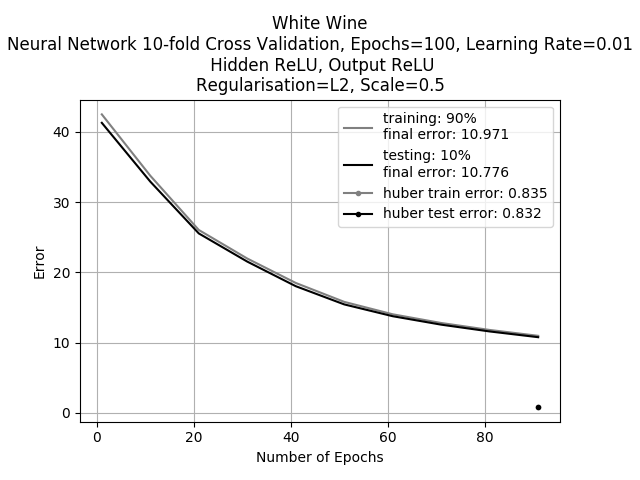 White Wine
Neural Network 10-fold Cross Validation, Epochs=100, Learning Rate=0.01
Hidden ReLU, Output ReLU
Regularisation=L2, Scale=0.5
training: 90%
final error: 10.971
testing: 10%
final error: 10.776
huber train error: 0.835
huber test error: 0.832
Error
40
30
20
10
0
0 20 40 60 80
Number of Epochs